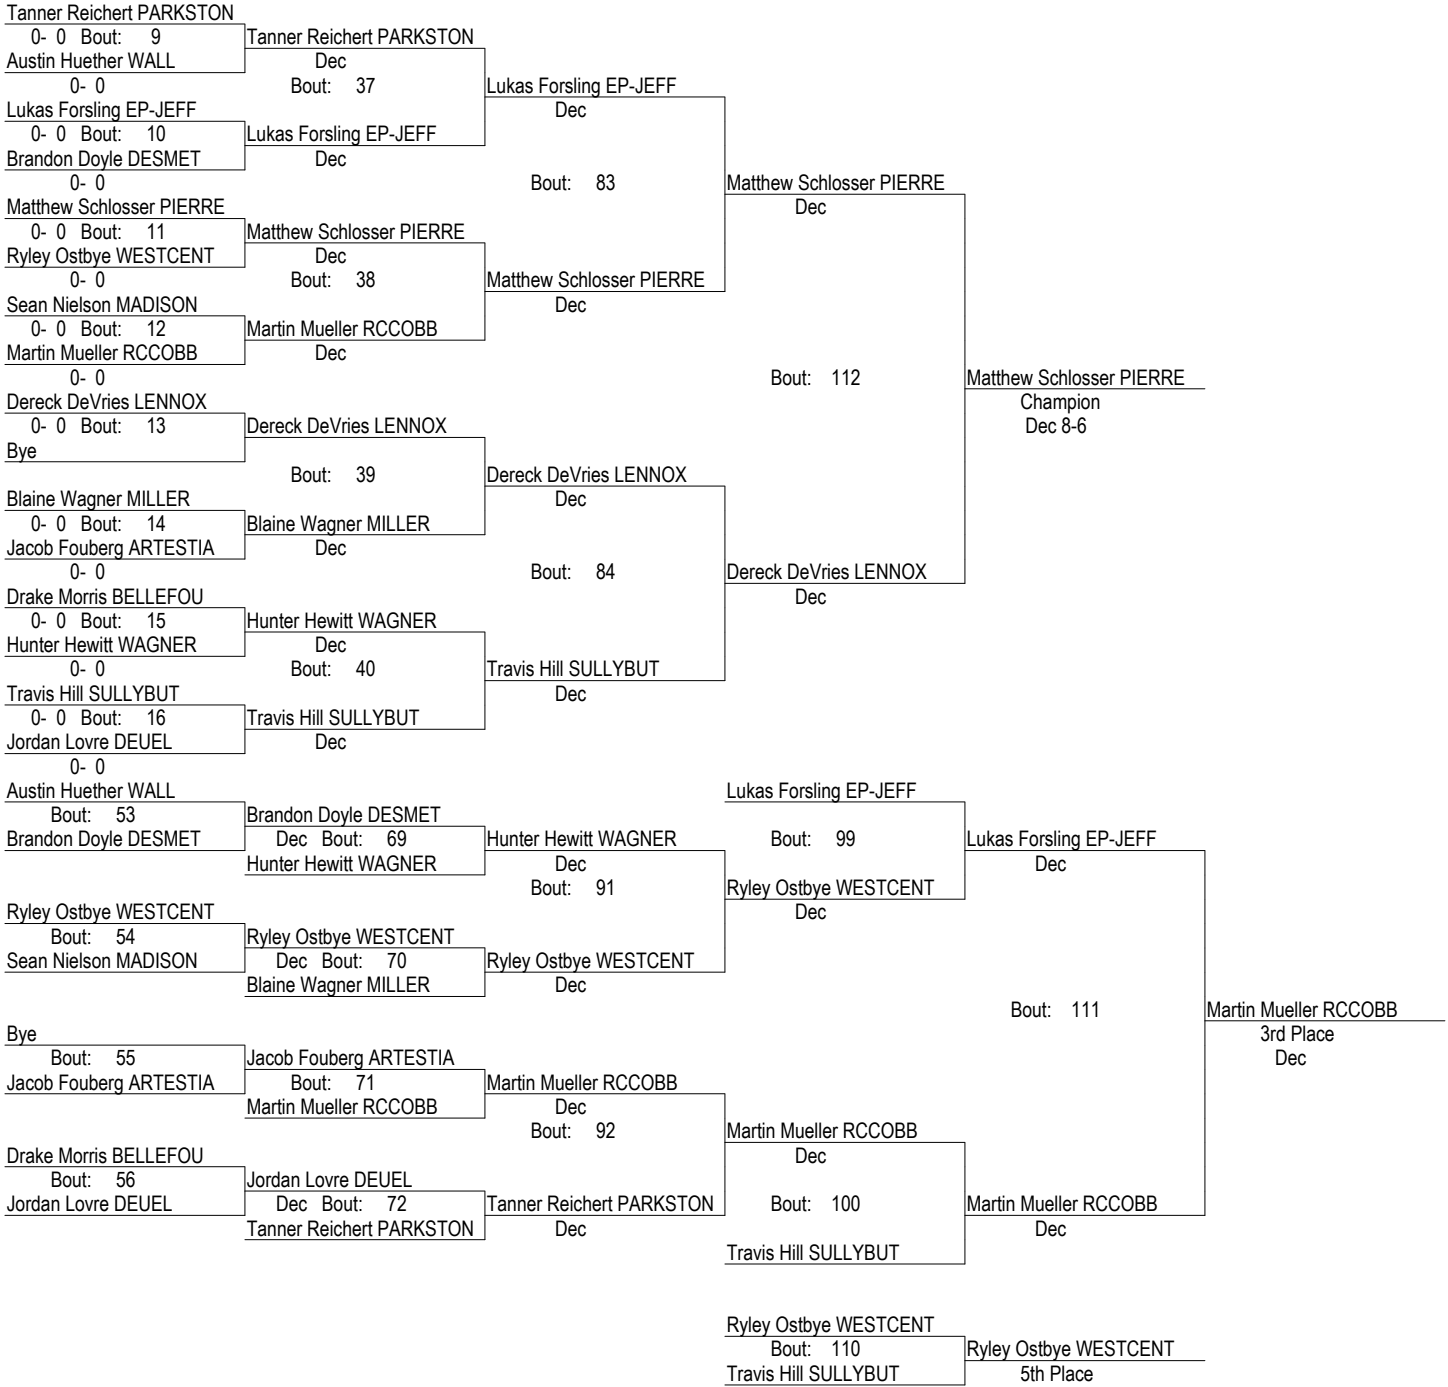 Tanner Reichert PARKSTON
0- 0 Bout: 9
Tanner Reichert PARKSTON
Austin Huether WALL
Dec
0- 0
Bout: 37
Lukas Forsling EP-JEFF
Lukas Forsling EP-JEFF
Dec
0- 0 Bout: 10
Lukas Forsling EP-JEFF
Brandon Doyle DESMET
Dec
0- 0
Bout: 83
Matthew Schlosser PIERRE
Matthew Schlosser PIERRE
Dec
0- 0 Bout: 11
Matthew Schlosser PIERRE
Ryley Ostbye WESTCENT
Dec
0- 0
Bout: 38
Matthew Schlosser PIERRE
Sean Nielson MADISON
Dec
0- 0 Bout: 12
Martin Mueller RCCOBB
Martin Mueller RCCOBB
Dec
0- 0
Bout: 112
Matthew Schlosser PIERRE
Dereck DeVries LENNOX
Champion
0- 0 Bout: 13
Dereck DeVries LENNOX
Dec 8-6
Bye
Bout: 39
Dereck DeVries LENNOX
Blaine Wagner MILLER
Dec
0- 0 Bout: 14
Blaine Wagner MILLER
Jacob Fouberg ARTESTIA
Dec
0- 0
Bout: 84
Dereck DeVries LENNOX
Drake Morris BELLEFOU
Dec
0- 0 Bout: 15
Hunter Hewitt WAGNER
Hunter Hewitt WAGNER
Dec
0- 0
Bout: 40
Travis Hill SULLYBUT
Travis Hill SULLYBUT
Dec
0- 0 Bout: 16
Travis Hill SULLYBUT
Jordan Lovre DEUEL
Dec
0- 0
Austin Huether WALL
Lukas Forsling EP-JEFF
Bout: 53
Brandon Doyle DESMET
Brandon Doyle DESMET
Dec Bout: 69
Hunter Hewitt WAGNER
Bout: 99
Lukas Forsling EP-JEFF
Hunter Hewitt WAGNER
Dec
Dec
Bout: 91
Ryley Ostbye WESTCENT
Ryley Ostbye WESTCENT
Dec
Bout: 54
Ryley Ostbye WESTCENT
Sean Nielson MADISON
Dec Bout: 70
Ryley Ostbye WESTCENT
Blaine Wagner MILLER
Dec
Bout: 111
Martin Mueller RCCOBB
Bye
3rd Place
Bout: 55
Jacob Fouberg ARTESTIA
Dec
Jacob Fouberg ARTESTIA
Bout: 71
Martin Mueller RCCOBB
Martin Mueller RCCOBB
Dec
Bout: 92
Martin Mueller RCCOBB
Drake Morris BELLEFOU
Dec
Bout: 56
Jordan Lovre DEUEL
Jordan Lovre DEUEL
Dec Bout: 72
Tanner Reichert PARKSTON
Bout: 100
Martin Mueller RCCOBB
Tanner Reichert PARKSTON
Dec
Dec
Travis Hill SULLYBUT
Ryley Ostbye WESTCENT
Bout: 110
Ryley Ostbye WESTCENT
Travis Hill SULLYBUT
5th Place